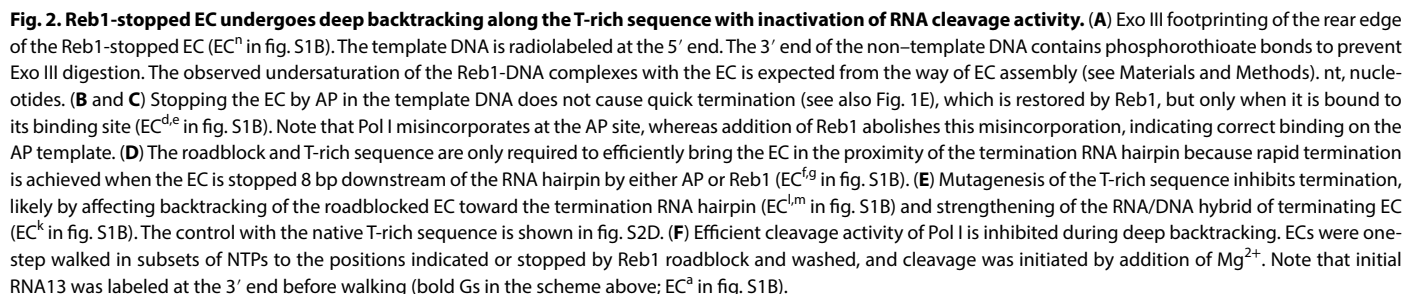 Fig. 2. Reb1-stopped EC undergoes deep backtracking along the T-rich sequence with inactivation of RNA cleavage activity. (A) Exo III footprinting of the rear edge
of the Reb1-stopped EC (ECⁿ in fig. S1B). The template DNA is radiolabeled at the 5′ end. The 3′ end of the non–template DNA contains phosphorothioate bonds to prevent
Exo III digestion. The observed undersaturation of the Reb1-DNA complexes with the EC is expected from the way of EC assembly (see Materials and Methods). nt, nucle-
otides. (B and C) Stopping the EC by AP in the template DNA does not cause quick termination (see also Fig. 1E), which is restored by Reb1, but only when it is bound to
its binding site (ECᵈ,ᵉ in fig. S1B). Note that Pol I misincorporates at the AP site, whereas addition of Reb1 abolishes this misincorporation, indicating correct binding on the
AP template. (D) The roadblock and T-rich sequence are only required to efficiently bring the EC in the proximity of the termination RNA hairpin because rapid termination
is achieved when the EC is stopped 8 bp downstream of the RNA hairpin by either AP or Reb1 (ECᶠ,ᵍ in fig. S1B). (E) Mutagenesis of the T-rich sequence inhibits termination,
likely by affecting backtracking of the roadblocked EC toward the termination RNA hairpin (ECˡ,ᵐ in fig. S1B) and strengthening of the RNA/DNA hybrid of terminating EC
(ECᵏ in fig. S1B). The control with the native T-rich sequence is shown in fig. S2D. (F) Efficient cleavage activity of Pol I is inhibited during deep backtracking. ECs were one-
step walked in subsets of NTPs to the positions indicated or stopped by Reb1 roadblock and washed, and cleavage was initiated by addition of Mg²⁺. Note that initial
RNA13 was labeled at the 3′ end before walking (bold Gs in the scheme above; ECᵃ in fig. S1B).